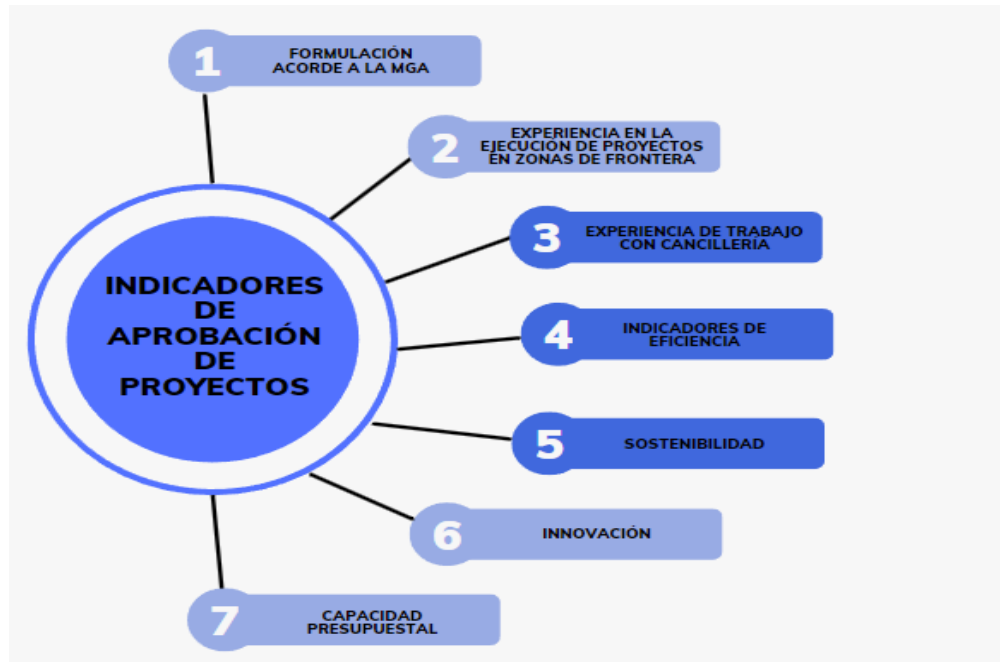 1
FORMULACIÓN
ACORDE A LA MGA
2
EXPERIENCIA EN LA
EJECUCIÓN DE PROYECTOS
EN ZONAS DE FRONTERA
3
EXPERIENCIA DE TRABAJO
CON CANCILLERÍA
INDICADORES
DE
APROBACIÓN
DE
PROYECTOS
4
INDICADORES DE
EFICIENCIA
5
SOSTENIBILIDAD
6
INNOVACIÓN
7
CAPACIDAD
PRESUPUESTAL